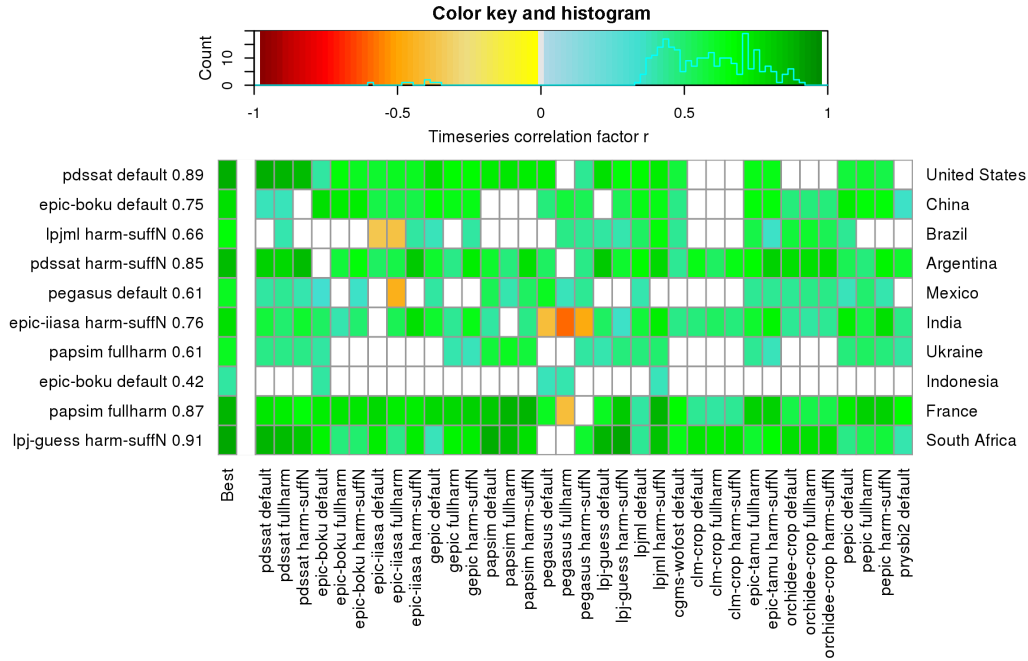 Color key and histogram
Count
0
10
-1
-0.5
0
0.5
1
Timeseries correlation factor r
pdssat default 0.89
United States
epic-boku default 0.75
China
lpjml harm-suffN 0.66
Brazil
pdssat harm-suffN 0.85
Argentina
pegasus default 0.61
Mexico
epic-iiasa harm-suffN 0.76
India
papsim fullharm 0.61
Ukraine
epic-boku default 0.42
Indonesia
papsim fullharm 0.87
France
lpj-guess harm-suffN 0.91
South Africa
Best
pdssat default
pdssat fullharm
pdssat harm-suffN
epic-boku default
epic-boku fullharm
epic-boku harm-suffN
epic-iiasa default
epic-iiasa fullharm
epic-iiasa harm-suffN
gepic default
gepic fullharm
gepic harm-suffN
papsim default
papsim fullharm
papsim harm-suffN
pegasus default
pegasus fullharm
pegasus harm-suffN
lpj-guess default
lpj-guess harm-suffN
lpjml default
lpjml harm-suffN
cgms-wofost default
clm-crop default
clm-crop fullharm
clm-crop harm-suffN
epic-tamu fullharm
epic-tamu harm-suffN
orchidee-crop default
orchidee-crop fullharm
orchidee-crop harm-suffN
pepic default
pepic fullharm
pepic harm-suffN
prysbi2 default